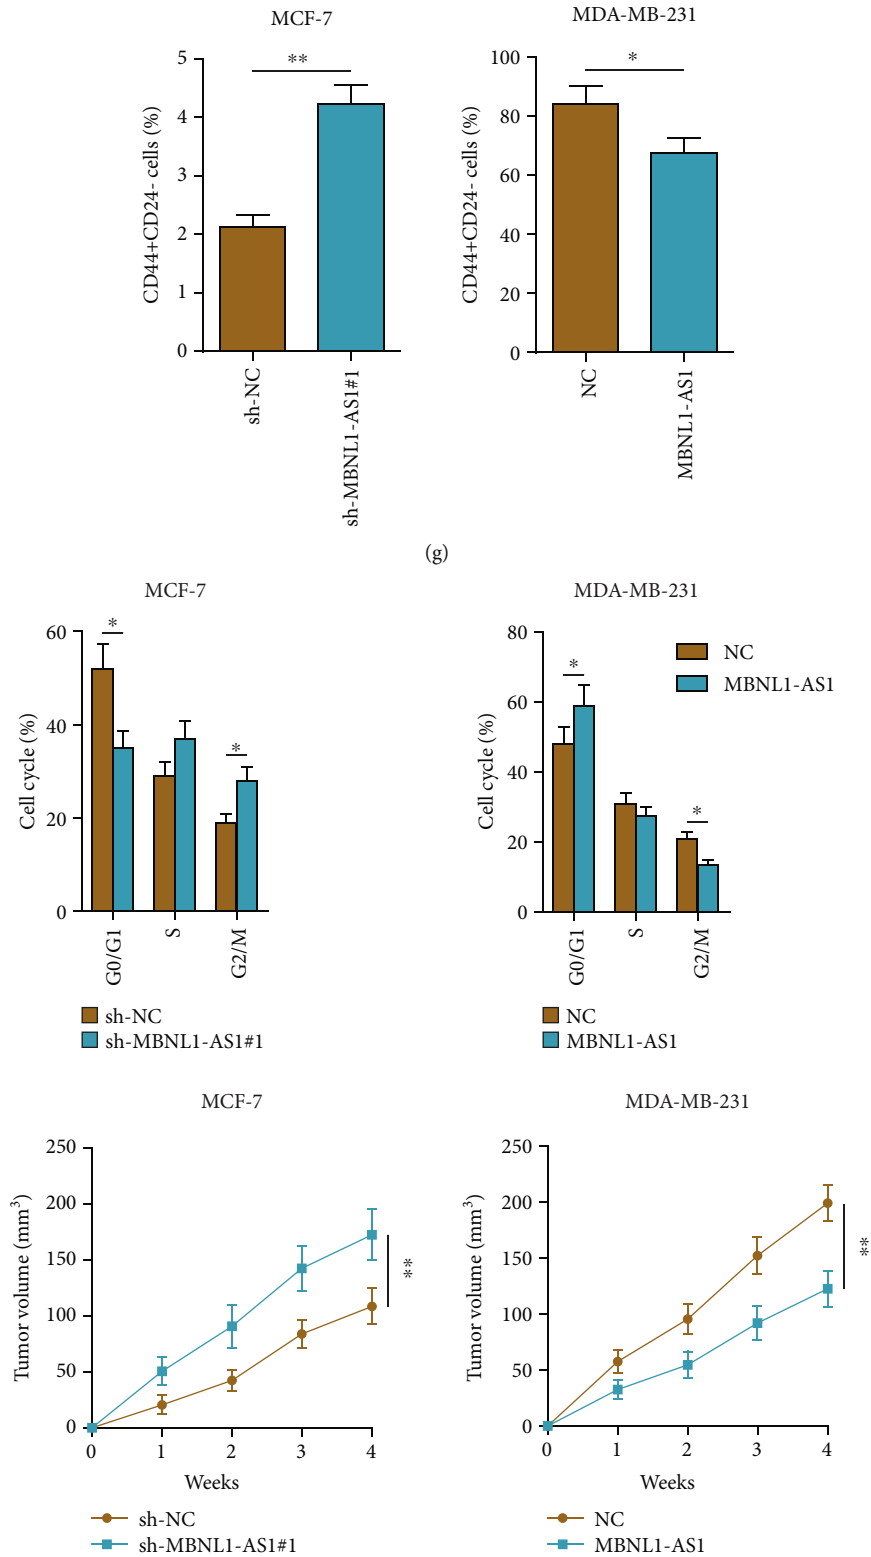 MCF-7
CD44+CD24- cells (%)
5
4
3
2
1
0
**
sh-NC
sh-MBNL1-AS1#1
MDA-MB-231
CD44+CD24- cells (%)
100
80
60
40
20
0
*
NC
MBNL1-AS1
(g)
MCF-7
Cell cycle (%)
60
40
20
0
*
*
G0/G1
S
G2/M
sh-NC
sh-MBNL1-AS1#1
MDA-MB-231
Cell cycle (%)
80
60
40
20
0
*
*
NC
MBNL1-AS1
G0/G1
S
G2/M
NC
MBNL1-AS1
MCF-7
Tumor volume (mm³)
250
200
150
100
50
0
**
0 1 2 3 4
Weeks
sh-NC
sh-MBNL1-AS1#1
MDA-MB-231
Tumor volume (mm³)
250
200
150
100
50
0
**
0 1 2 3 4
Weeks
NC
MBNL1-AS1